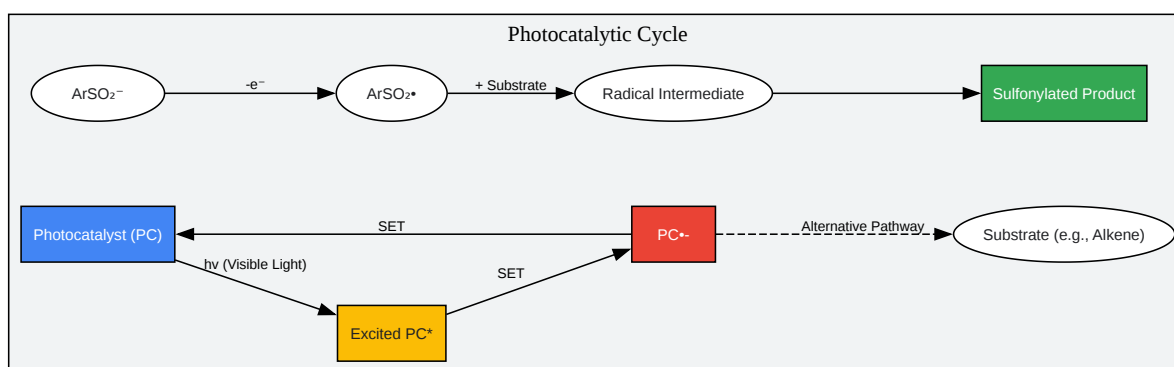 Photocatalytic Cycle
ArSO₂⁻
-e⁻
ArSO₂•
+ Substrate
Radical Intermediate
Sulfonylated Product
Photocatalyst (PC)
SET
PC•-
Alternative Pathway
Substrate (e.g., Alkene)
hv (Visible Light)
SET
Excited PC*